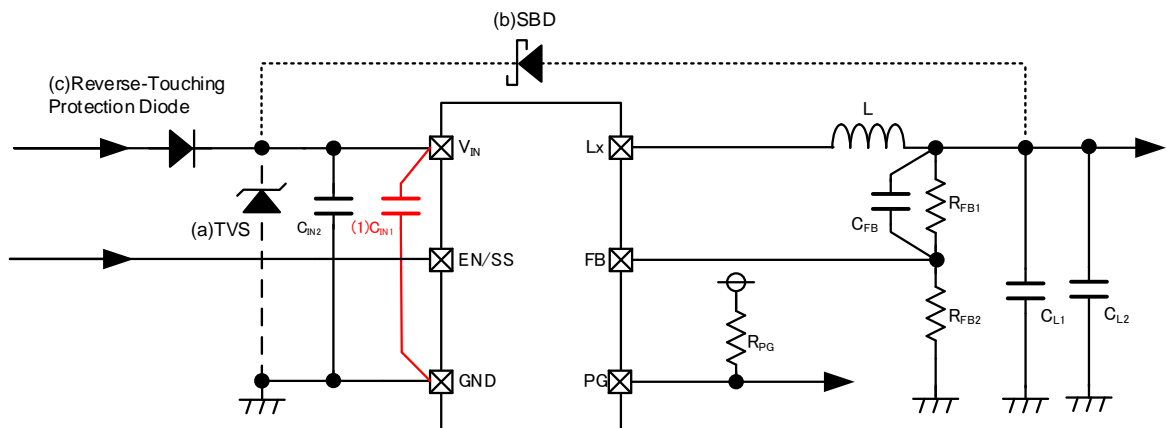 (b)SBD
(c)Reverse-Touching
Protection Diode
L
VIN
Lx
(a)TVS
CIN2
(1)CIN1
CFB
RFB1
EN/SS
FB
RFB2
CL1
CL2
RPG
GND
PG